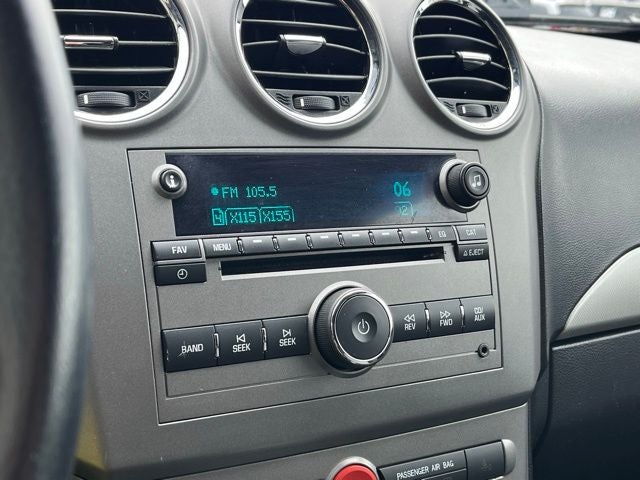 FM 105.5 06
4 X115 X155
FAV MENU EQ CAT
EJECT
BAND SEEK SEEK REV FWD CD/AUX
PASSENGER AIR BAG